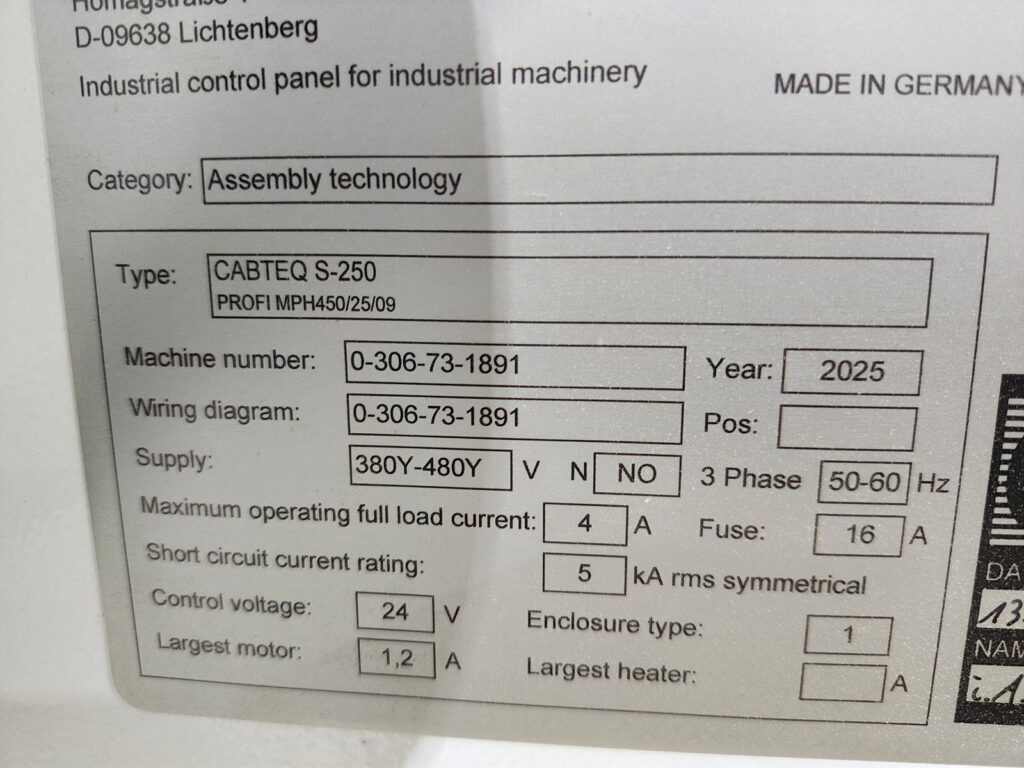 D-09638 Lichtenberg
Industrial control panel for industrial machinery
MADE IN GERMANY
Category: Assembly technology
Type: CABTEQ S-250
PROFI MPH450/25/09
Machine number: 0-306-73-1891 Year: 2025
Wiring diagram: 0-306-73-1891 Pos:
Supply: 380Y-480Y V N NO 3 Phase 50-60 Hz
Maximum operating full load current: 4 A Fuse: 16 A
Short circuit current rating: 5 kA rms symmetrical
Control voltage: 24 V Enclosure type: 1
Largest motor: 1,2 A Largest heater: A